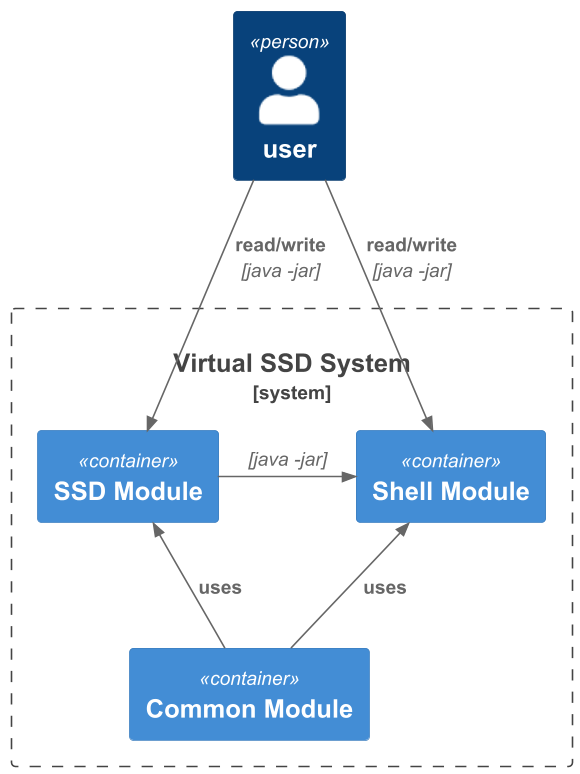 «person»
user
read/write
[java -jar]
read/write
[java -jar]
Virtual SSD System
[system]
«container»
SSD Module
[java -jar]
«container»
Shell Module
uses
uses
«container»
Common Module